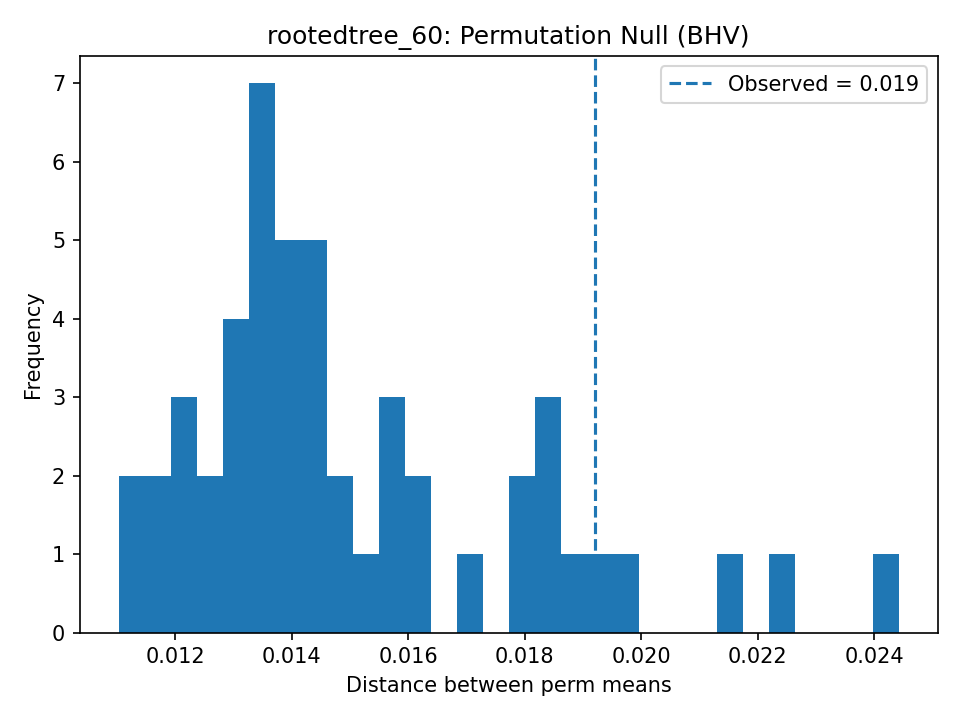 rootedtree_60: Permutation Null (BHV)
Observed = 0.019
7
6
5
4
3
2
1
0
Frequency
0.012 0.014 0.016 0.018 0.020 0.022 0.024
Distance between perm means